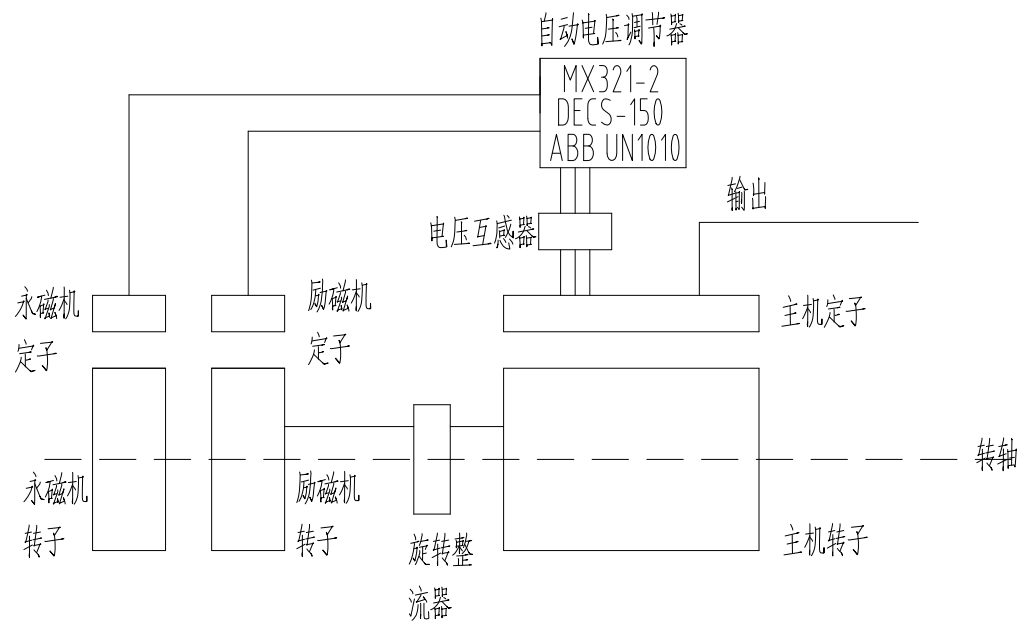 自动电压调节器
MX321-2
DECS-150
ABB UN1010
输出
电压互感器
永磁机
定子
励磁机
定子
主机定子
转轴
永磁机
转子
励磁机
转子
旋转整
流器
主机转子